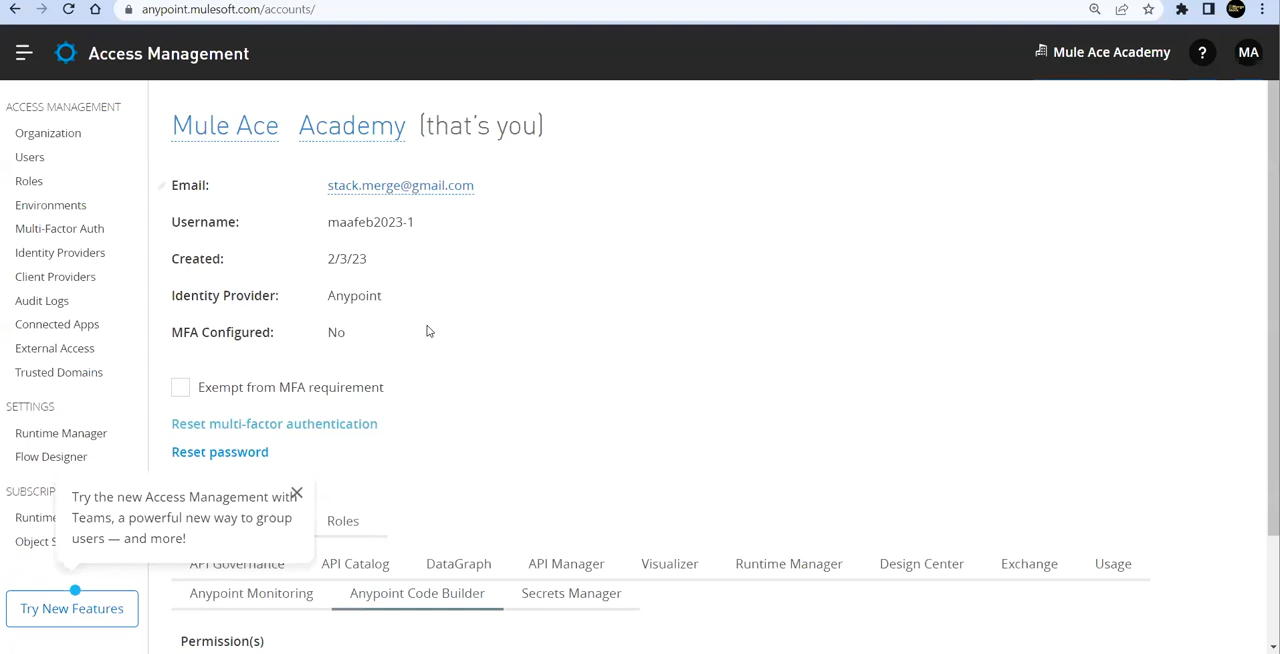 anypoint.mulesoft.com/accounts/
Access Management
Mule Ace Academy
?
MA
ACCESS MANAGEMENT
Organization
Users
Roles
Environments
Multi-Factor Auth
Identity Providers
Client Providers
Audit Logs
Connected Apps
External Access
Trusted Domains
SETTINGS
Runtime Manager
Flow Designer
SUBSCRIP
Runtime
Object S
Try the new Access Management with
Teams, a powerful new way to group
users — and more!
Try New Features
Mule Ace Academy (that's you)
Email: stack.merge@gmail.com
Username: maafeb2023-1
Created: 2/3/23
Identity Provider: Anypoint
MFA Configured: No
Exempt from MFA requirement
Reset multi-factor authentication
Reset password
Roles
API Governance API Catalog DataGraph API Manager Visualizer Runtime Manager Design Center Exchange Usage
Anypoint Monitoring Anypoint Code Builder Secrets Manager
Permission(s)